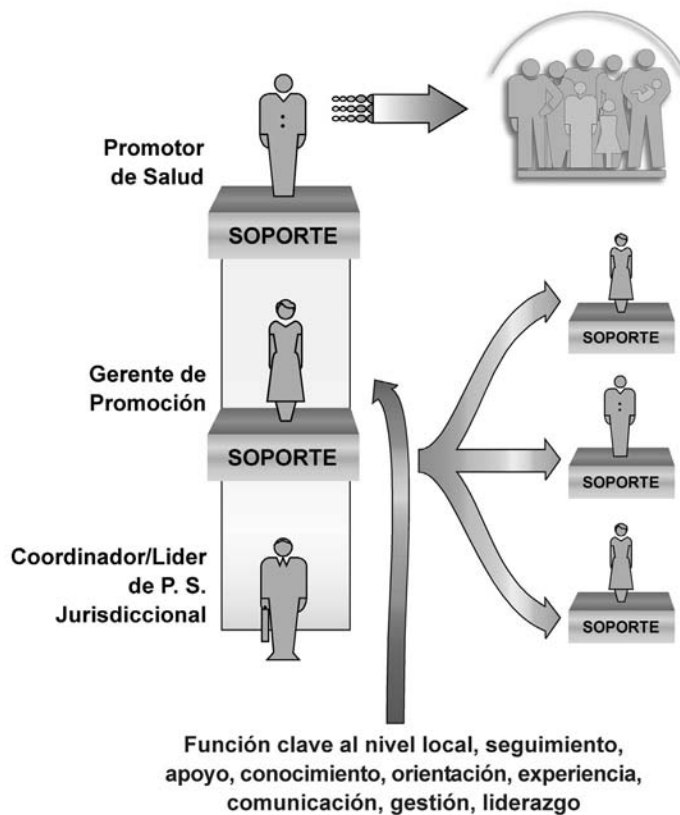 Promotor
de Salud
SOPORTE
Gerente de
Promoción
SOPORTE
Coordinador/Lider
de P. S.
Jurisdiccional
SOPORTE
SOPORTE
SOPORTE
Función clave al nivel local, seguimiento,
apoyo, conocimiento, orientación, experiencia,
comunicación, gestión, liderazgo